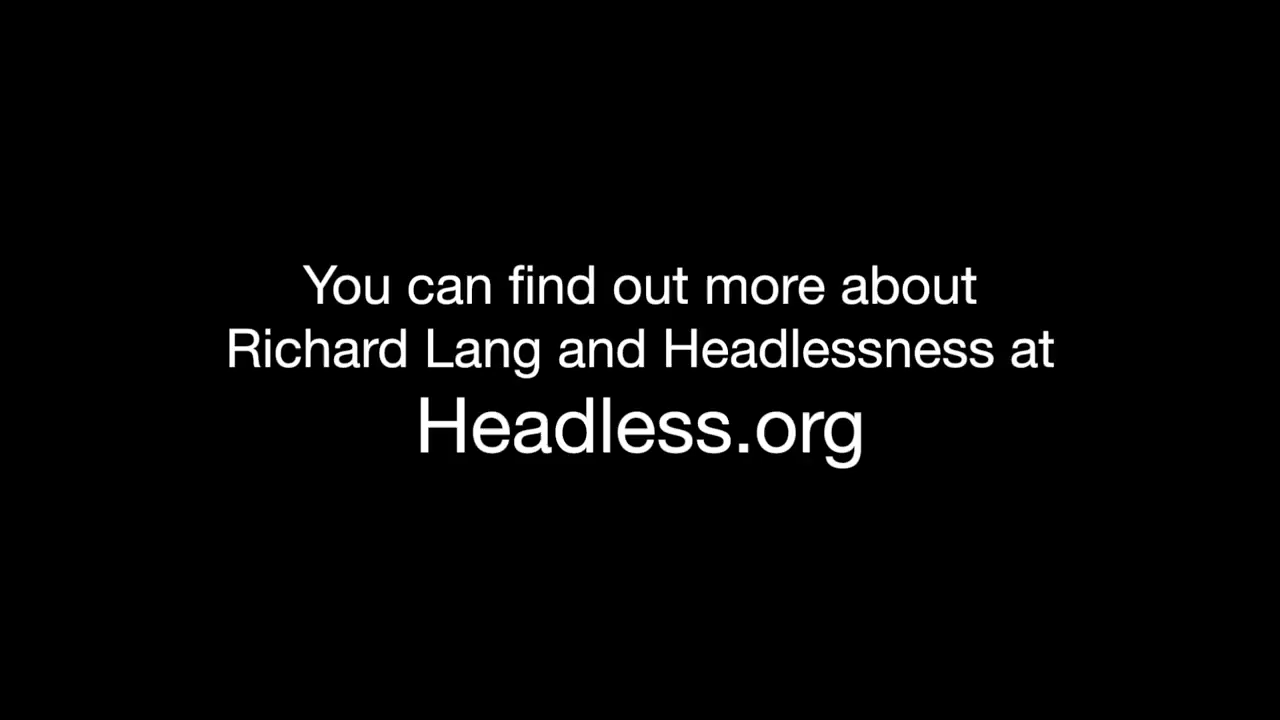 You can find out more about
Richard Lang and Headlessness at
Headless.org